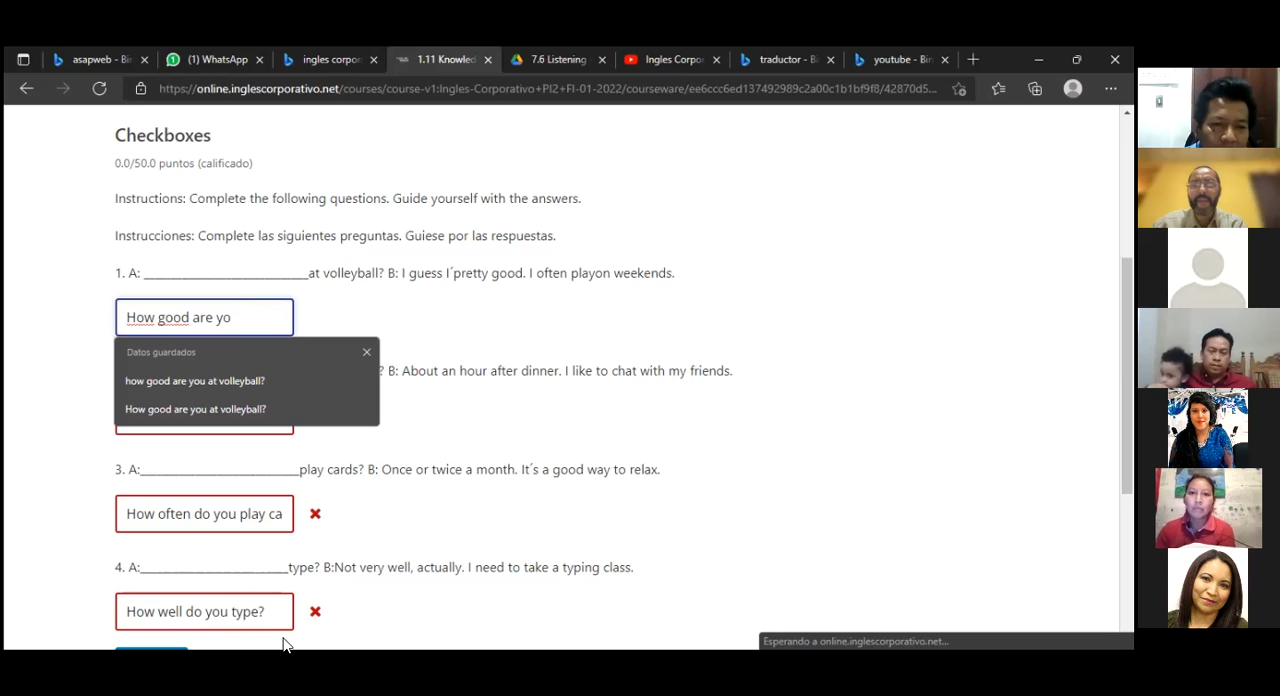 asapweb - Bi
(1) WhatsApp
ingles corpor
1.11 Knowled
7.6 Listening
Ingles Corpo
traductor - B
youtube - Bin
https://online.inglescorporativo.net/courses/course-v1:Ingles-Corporativo+PI2+FI-01-2022/courseware/ee6ccc6ed137492989c2a00c1b1bf9f8/42870d5...
Checkboxes
0.0/50.0 puntos (calificado)
Instructions: Complete the following questions. Guide yourself with the answers.
Instrucciones: Complete las siguientes preguntas. Guiese por las respuestas.
1. A: ________________________at volleyball? B: I guess I´pretty good. I often playon weekends.
How good are yo
Datos guardados
how good are you at volleyball?
How good are you at volleyball?
? B: About an hour after dinner. I like to chat with my friends.
3. A:_______________________play cards? B: Once or twice a month. It´s a good way to relax.
How often do you play ca
4. A:______________________type? B:Not very well, actually. I need to take a typing class.
How well do you type?
Esperando a online.inglescorporativo.net...